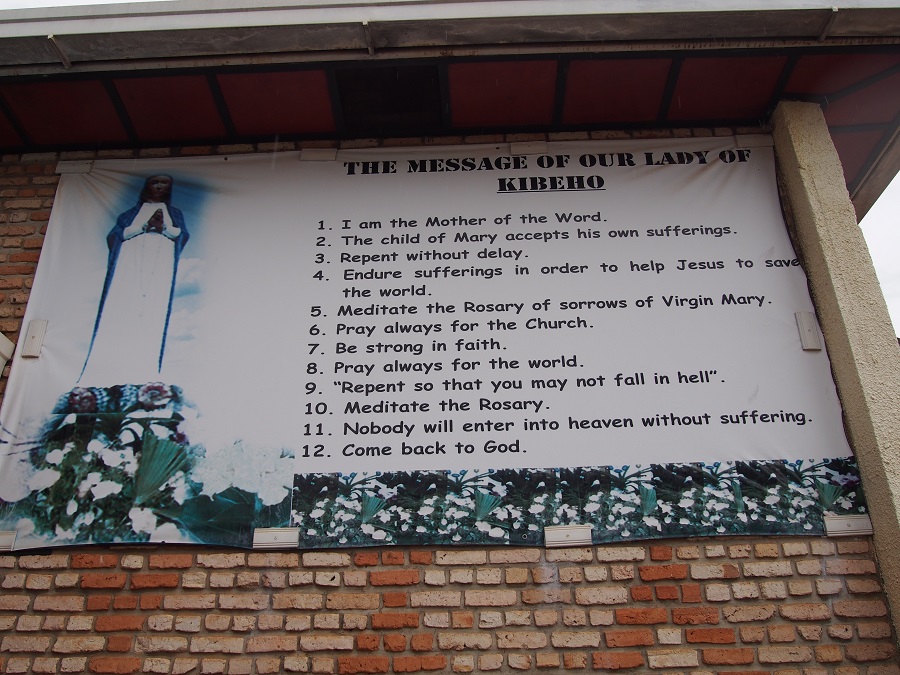 THE MESSAGE OF OUR LADY OF
KIBEHO
1. I am the Mother of the Word.
2. The child of Mary accepts his own sufferings.
3. Repent without delay.
4. Endure sufferings in order to help Jesus to save
the world.
5. Meditate the Rosary of sorrows of Virgin Mary.
6. Pray always for the Church.
7. Be strong in faith.
8. Pray always for the world.
9. “Repent so that you may not fall in hell”.
10. Meditate the Rosary.
11. Nobody will enter into heaven without suffering.
12. Come back to God.